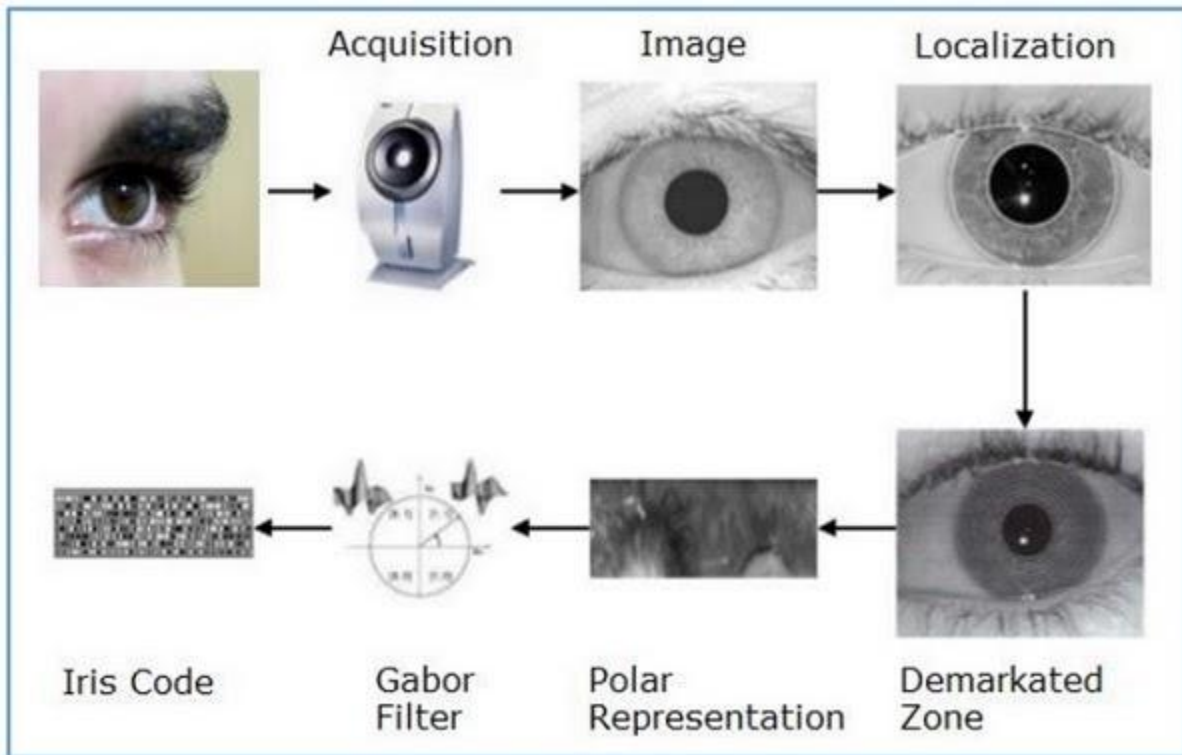 Acquisition
Image
Localization
Iris Code
Gabor
Filter
Polar
Representation
Demarkated
Zone